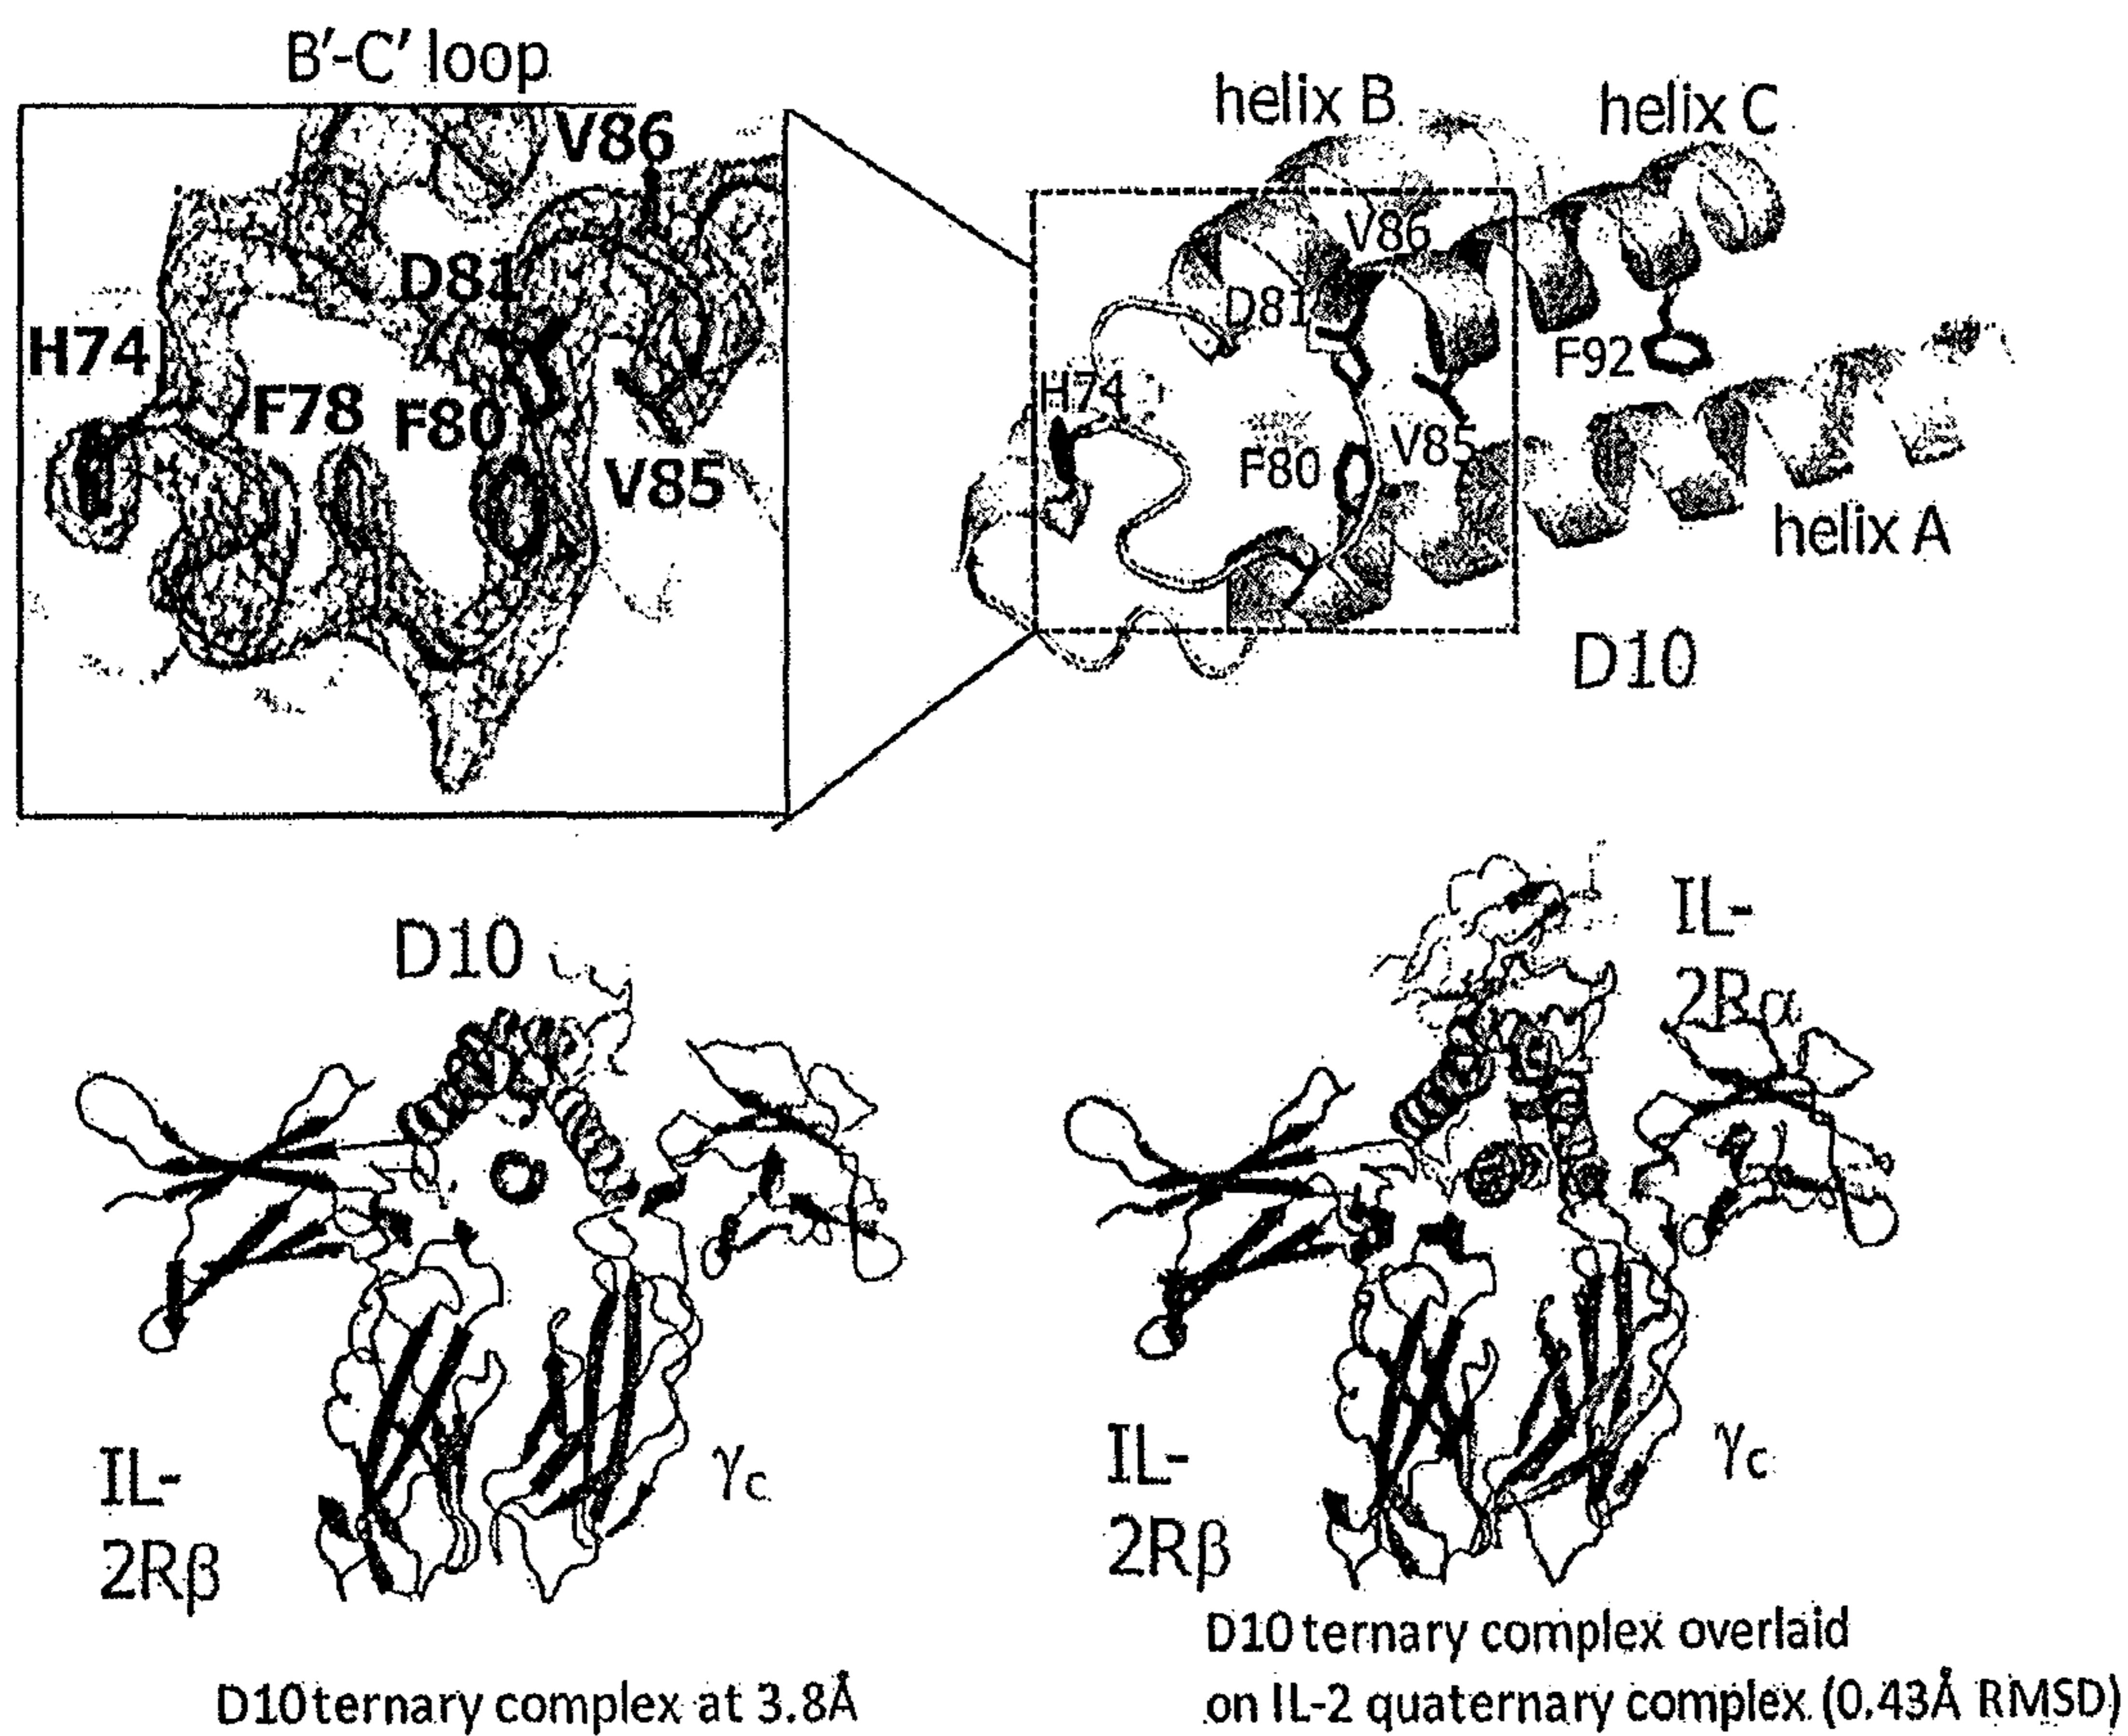 B′-C′ loop
V86
D81
H74
F78
F80
V85
helix B
helix C
V86
D81
F92
H74
V85
F80
helix A
D10
D10
IL-
2Rβ
γc
D10 ternary complex at 3.8Å
IL-
2Rα
IL-
2Rβ
γc
D10 ternary complex overlaid
on IL-2 quaternary complex (0.43Å RMSD)